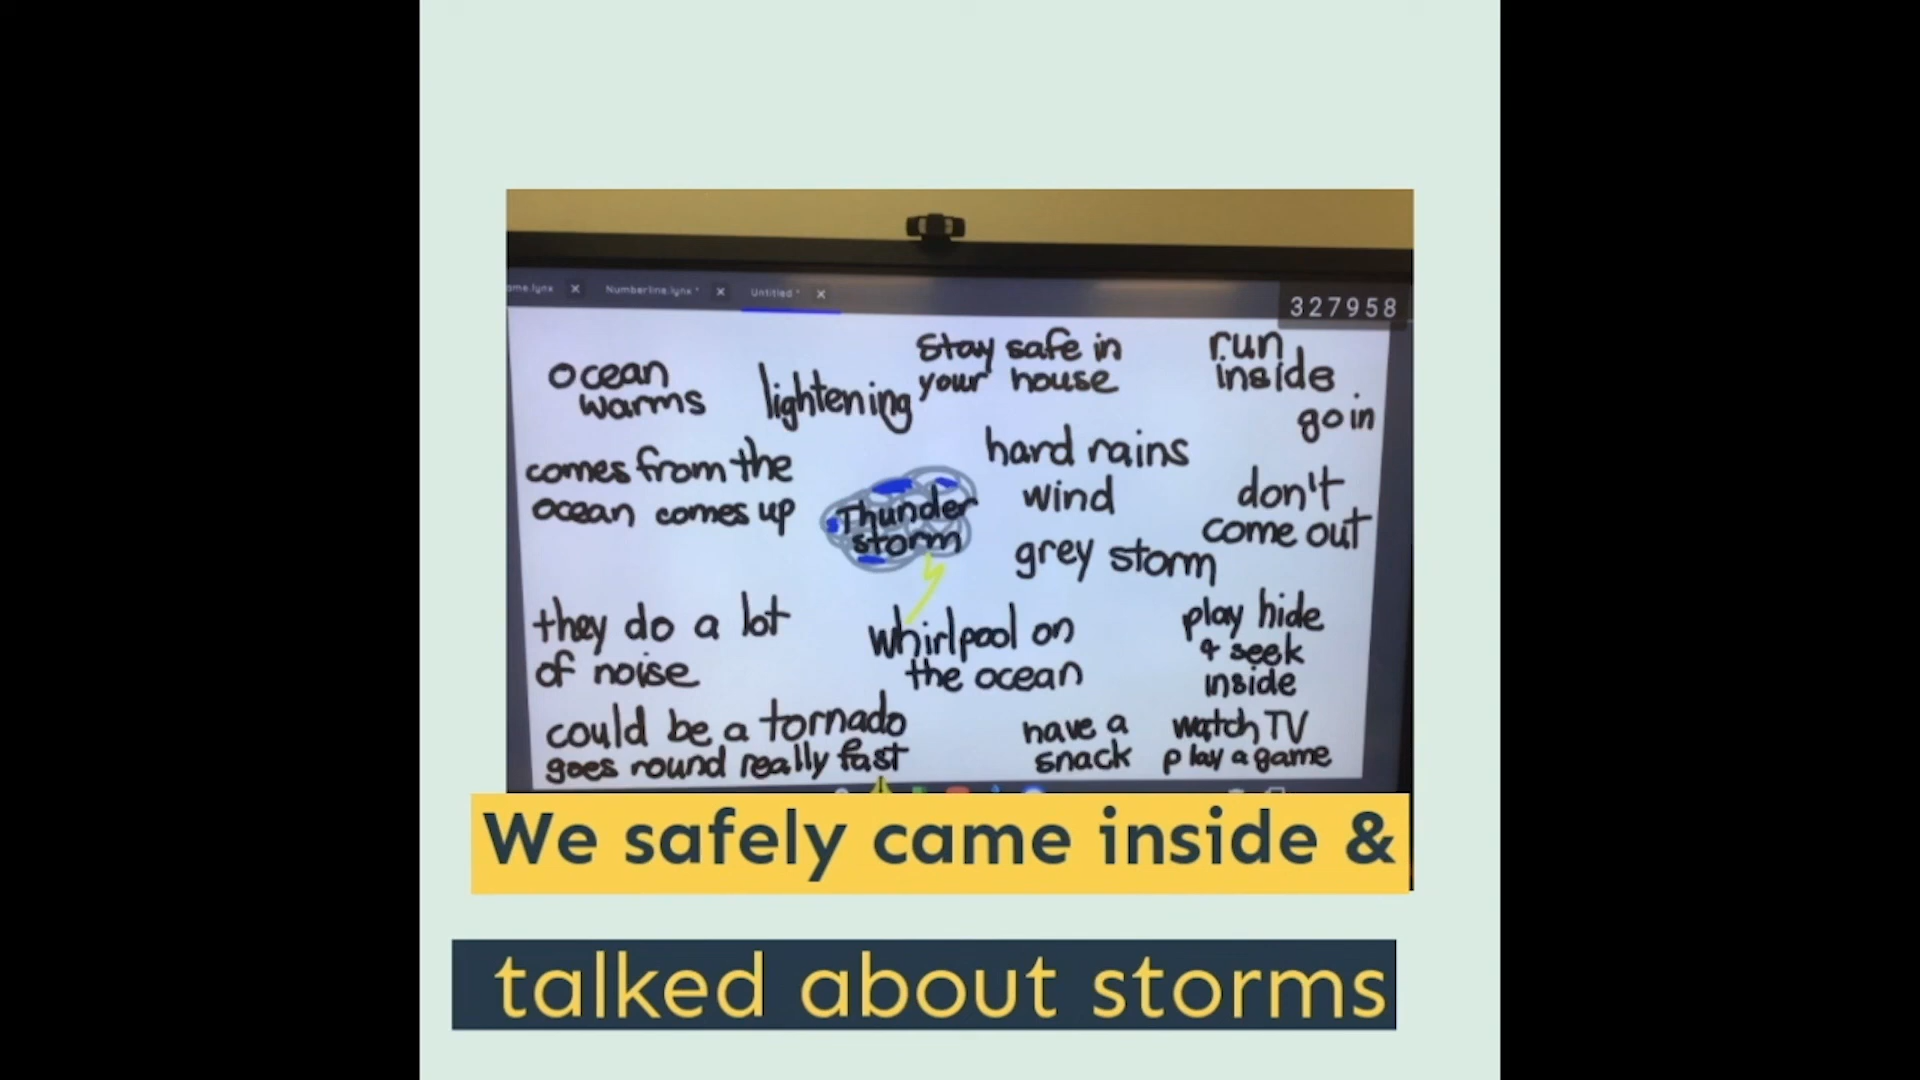 ome.lynx
Numberline.lynx *
Untitled *
327958
ocean
warms
lightening
Stay safe in
your house
run
inside
go in
comes from the
ocean comes up
Thunder
storm
hard rains
wind
grey storm
don't
come out
they do a lot
of noise
whirlpool on
the ocean
play hide
& seek
inside
could be a tornado
goes round really fast
have a
snack
watch TV
play a game
We safely came inside &
talked about storms